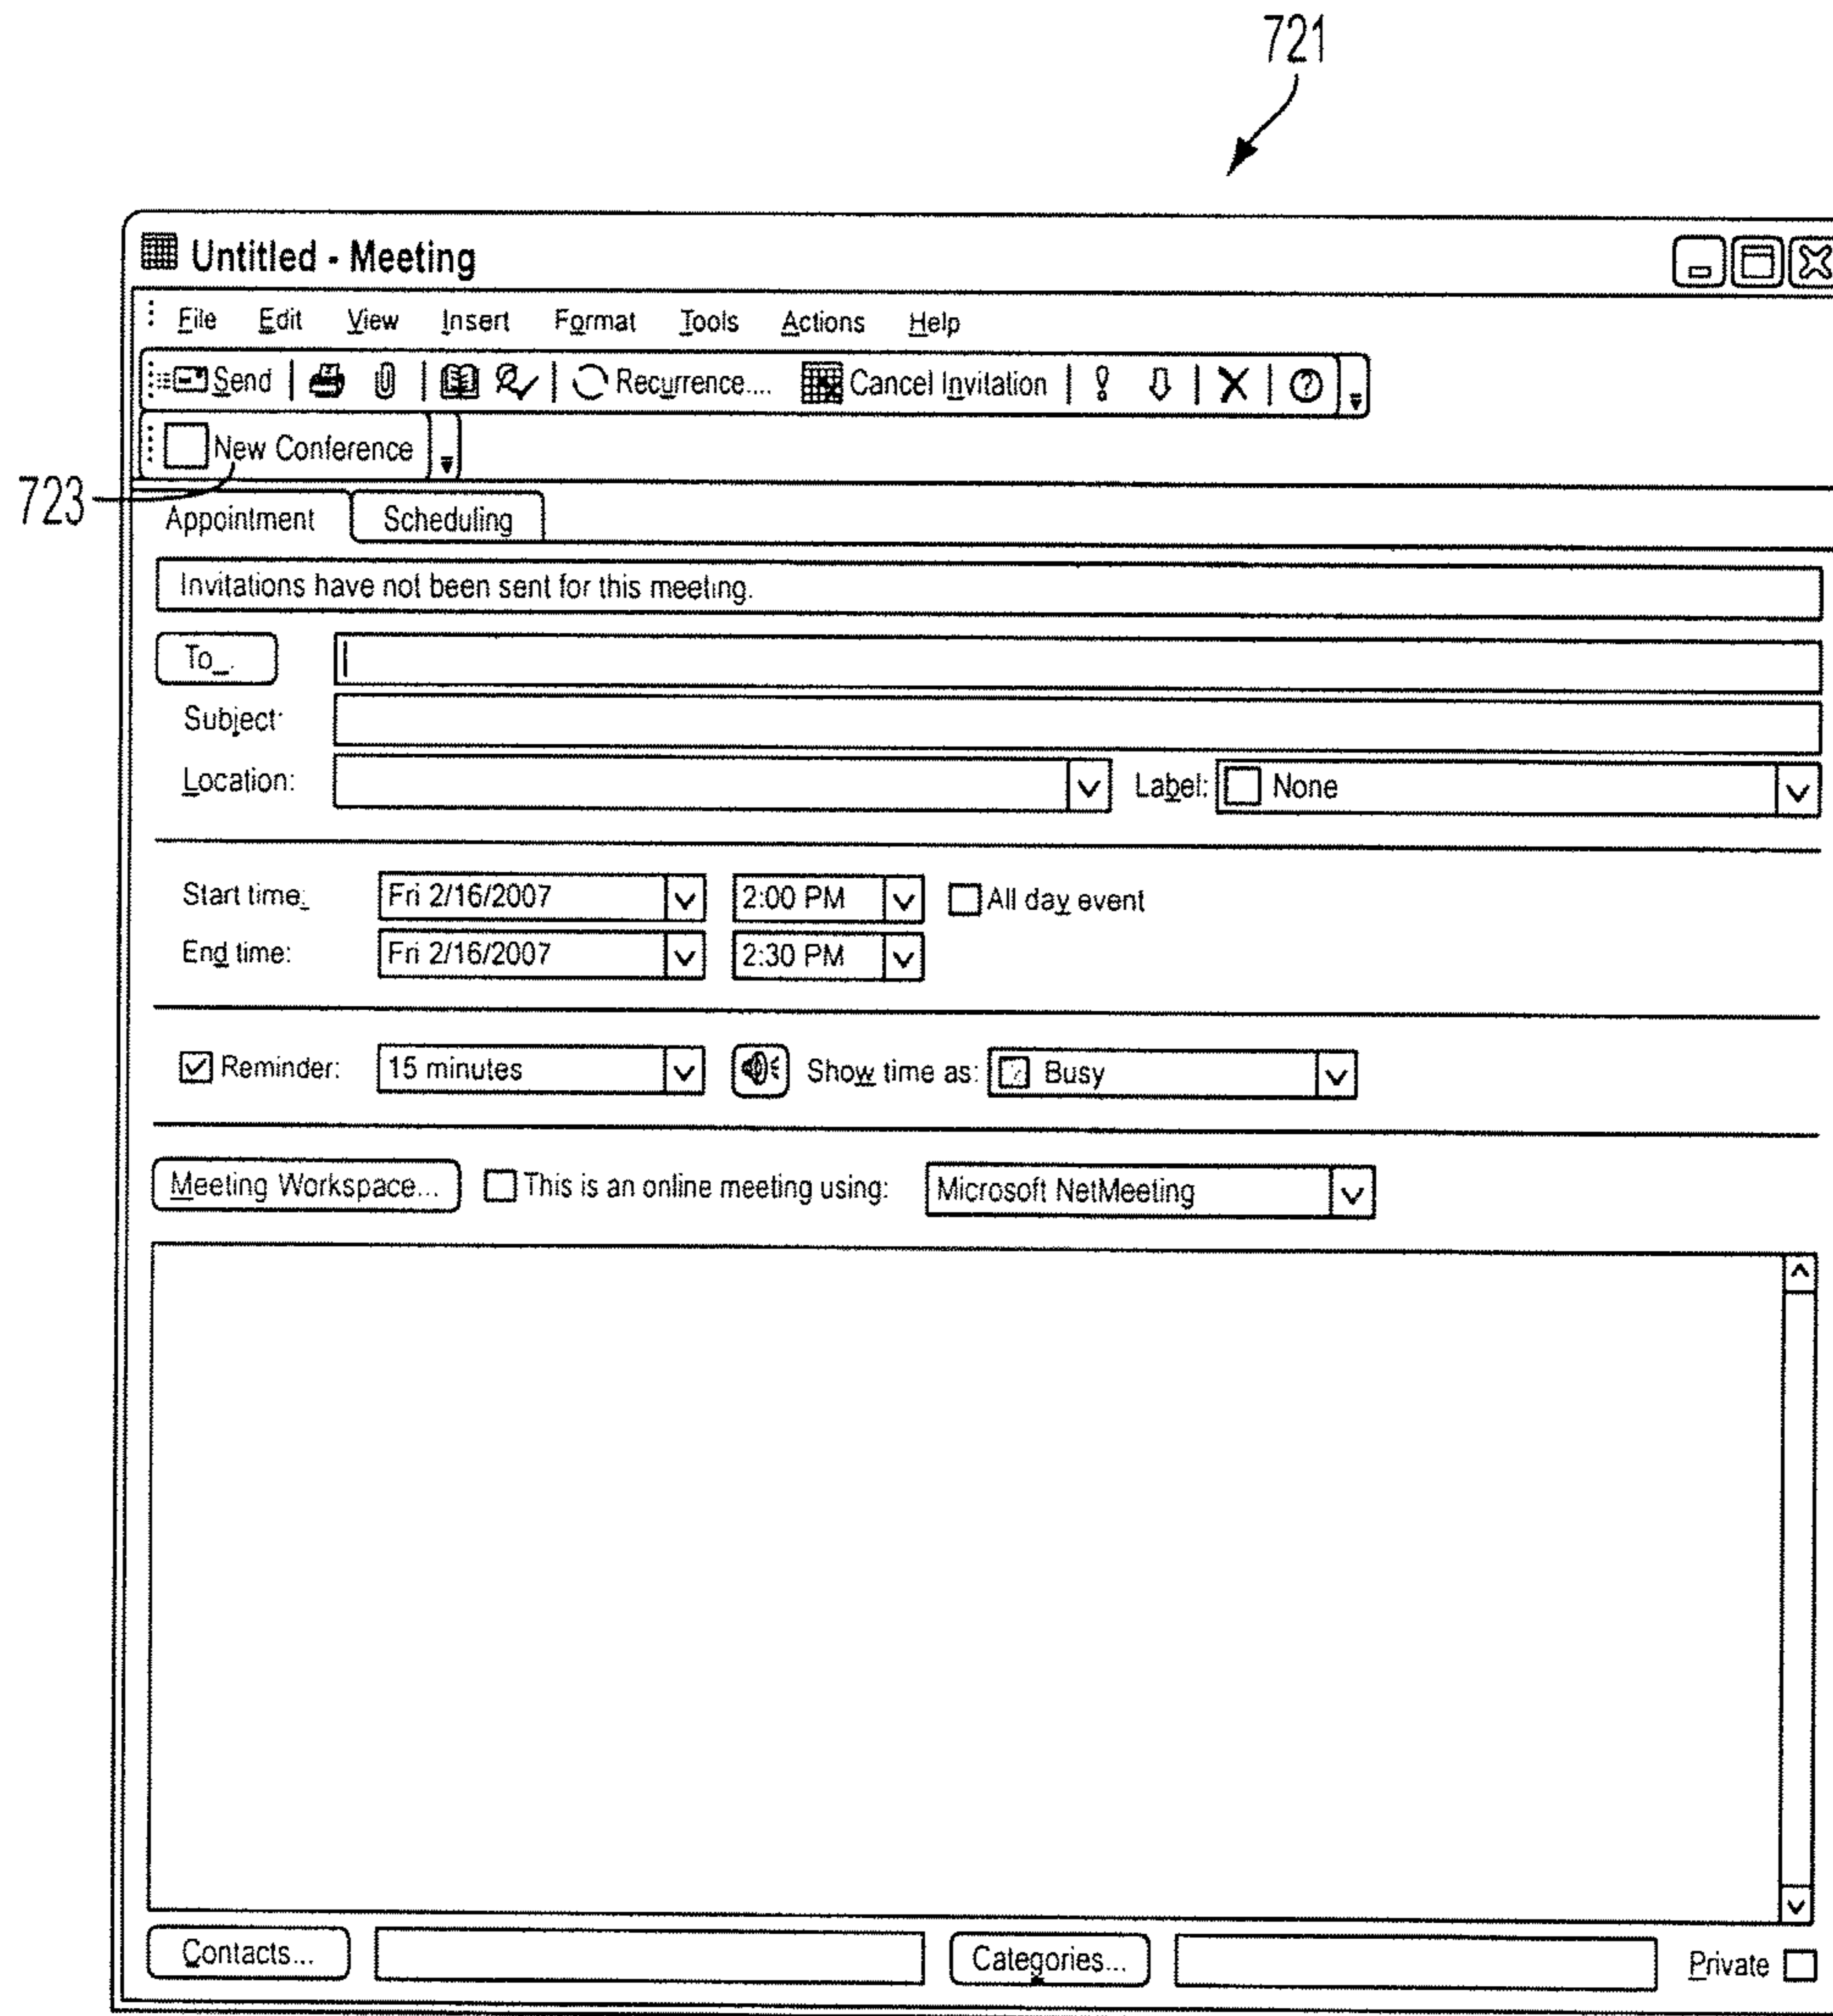 721
Untitled - Meeting
File Edit View Insert Format Tools Actions Help
Send Recurrence.... Cancel Invitation
New Conference
723
Appointment Scheduling
Invitations have not been sent for this meeting.
To...
Subject:
Location: Label: None
Start time: Fri 2/16/2007 2:00 PM All day event
End time: Fri 2/16/2007 2:30 PM
Reminder: 15 minutes Show time as: Busy
Meeting Workspace... This is an online meeting using: Microsoft NetMeeting
Contacts... Categories... Private